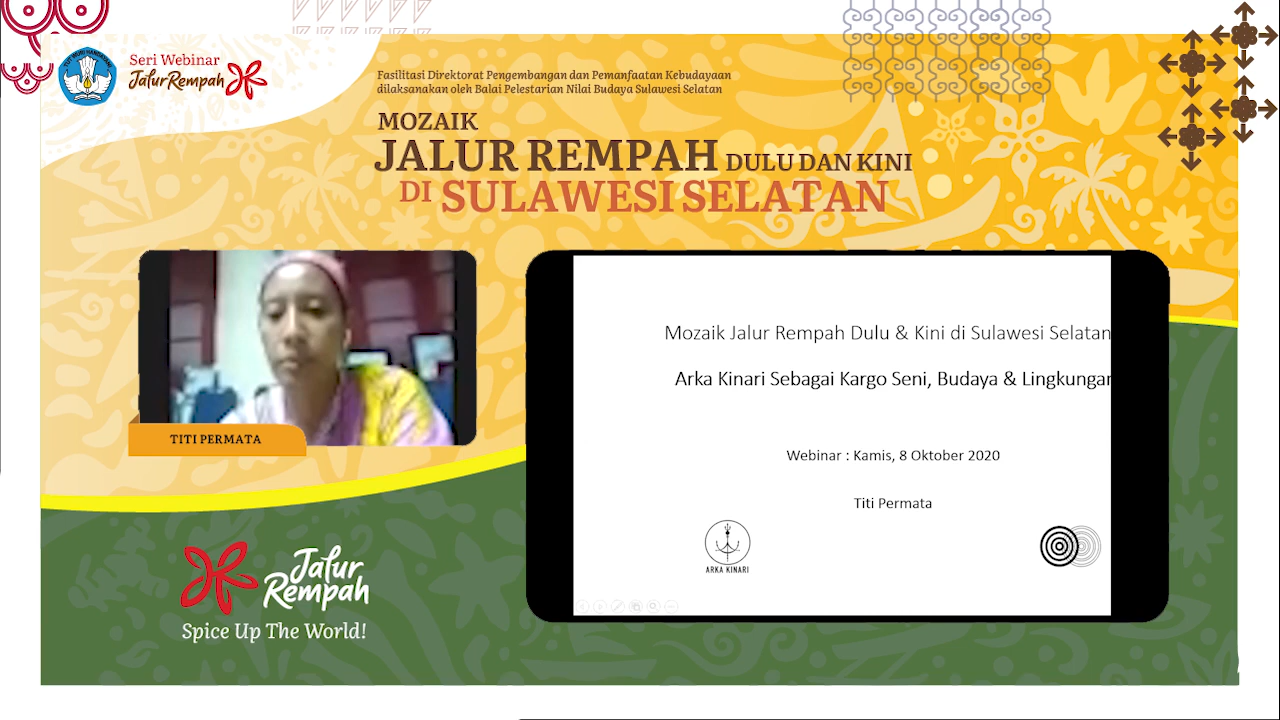 Seri Webinar
Jalur Rempah
Fasilitasi Direktorat Pengembangan dan Pemanfaatan Kebudayaan
dilaksanakan oleh Balai Pelestarian Nilai Budaya Sulawesi Selatan
MOZAIK
JALUR REMPAH DULU DAN KINI
DI SULAWESI SELATAN
TITI PERMATA
Mozaik Jalur Rempah Dulu & Kini di Sulawesi Selatan
Arka Kinari Sebagai Kargo Seni, Budaya & Lingkungan
Webinar : Kamis, 8 Oktober 2020
Titi Permata
ARKA KINARI
Jalur
Rempah
Spice Up The World!